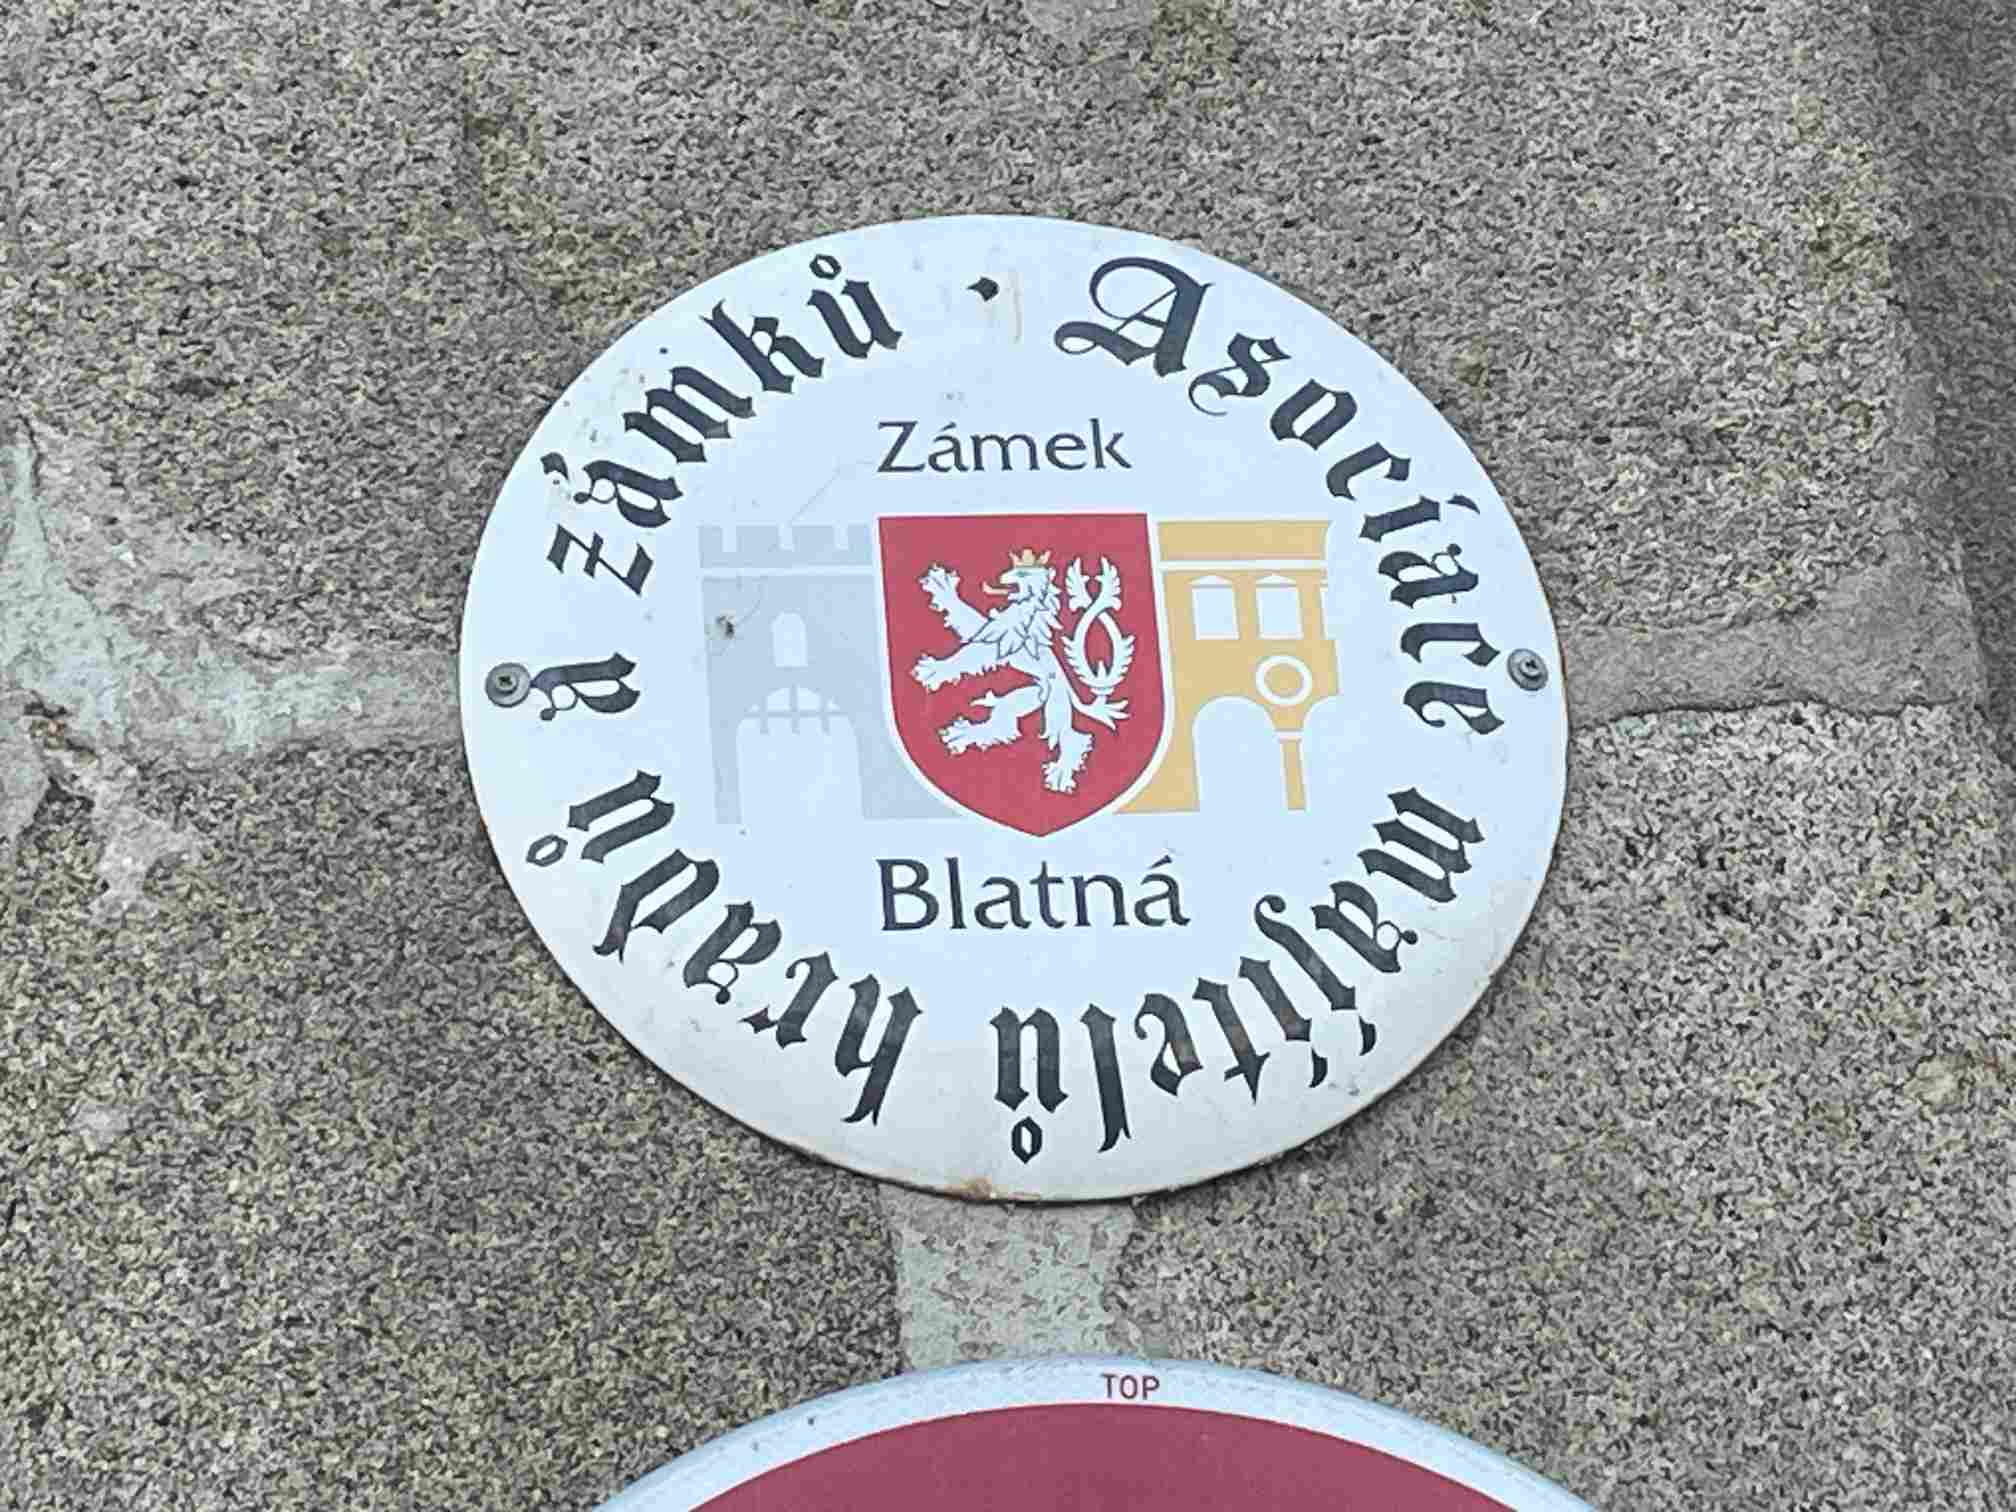 Asociace majitelů hradů a zámků ·
Zámek
Blatná
TOP